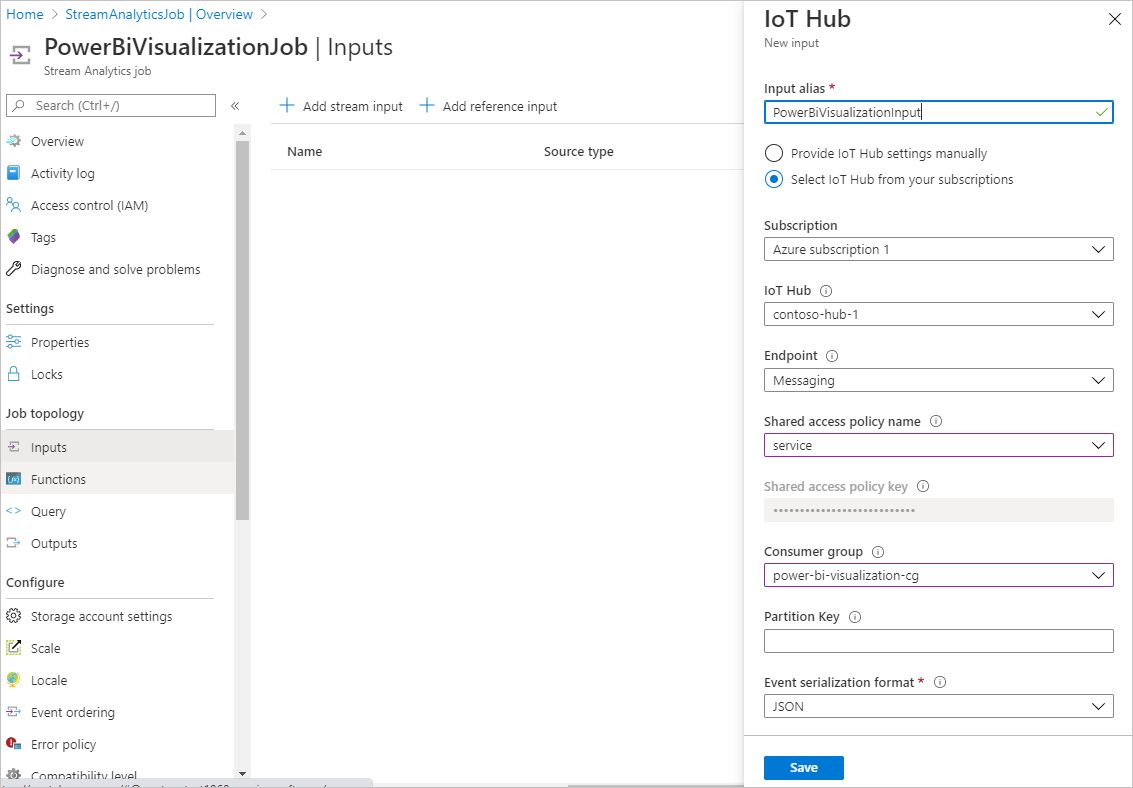 Home > StreamAnalyticsJob | Overview >
PowerBiVisualizationJob | Inputs
Stream Analytics job
Search (Ctrl+/)
«
Overview
Activity log
Access control (IAM)
Tags
Diagnose and solve problems
Settings
Properties
Locks
Job topology
Inputs
Functions
Query
Outputs
Configure
Storage account settings
Scale
Locale
Event ordering
Error policy
Compatibility level
+ Add stream input + Add reference input
Name Source type
IoT Hub
New input
Input alias *
PowerBiVisualizationInput
Provide IoT Hub settings manually
Select IoT Hub from your subscriptions
Subscription
Azure subscription 1
IoT Hub
contoso-hub-1
Endpoint
Messaging
Shared access policy name
service
Shared access policy key
•••••••••••••••••••••••••••
Consumer group
power-bi-visualization-cg
Partition Key
Event serialization format *
JSON
Save